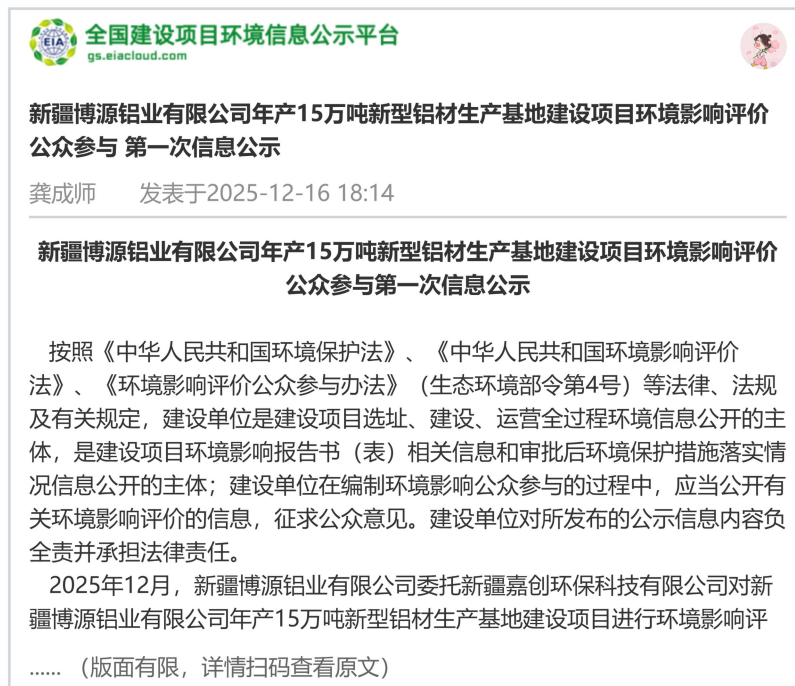 EIA
全国建设项目环境信息公示平台
gs.eiacloud.com
新疆博源铝业有限公司年产15万吨新型铝材生产基地建设项目环境影响评价
公众参与 第一次信息公示
龚成师 发表于2025-12-16 18:14
新疆博源铝业有限公司年产15万吨新型铝材生产基地建设项目环境影响评价
公众参与第一次信息公示
按照《中华人民共和国环境保护法》、《中华人民共和国环境影响评价
法》、《环境影响评价公众参与办法》（生态环境部令第4号）等法律、法规
及有关规定，建设单位是建设项目选址、建设、运营全过程环境信息公开的主
体，是建设项目环境影响报告书（表）相关信息和审批后环境保护措施落实情
况信息公开的主体；建设单位在编制环境影响公众参与的过程中，应当公开有
关环境影响评价的信息，征求公众意见。建设单位对所发布的公示信息内容负
全责并承担法律责任。
2025年12月，新疆博源铝业有限公司委托新疆嘉创环保科技有限公司对新
疆博源铝业有限公司年产15万吨新型铝材生产基地建设项目进行环境影响评
...... （版面有限，详情扫码查看原文）